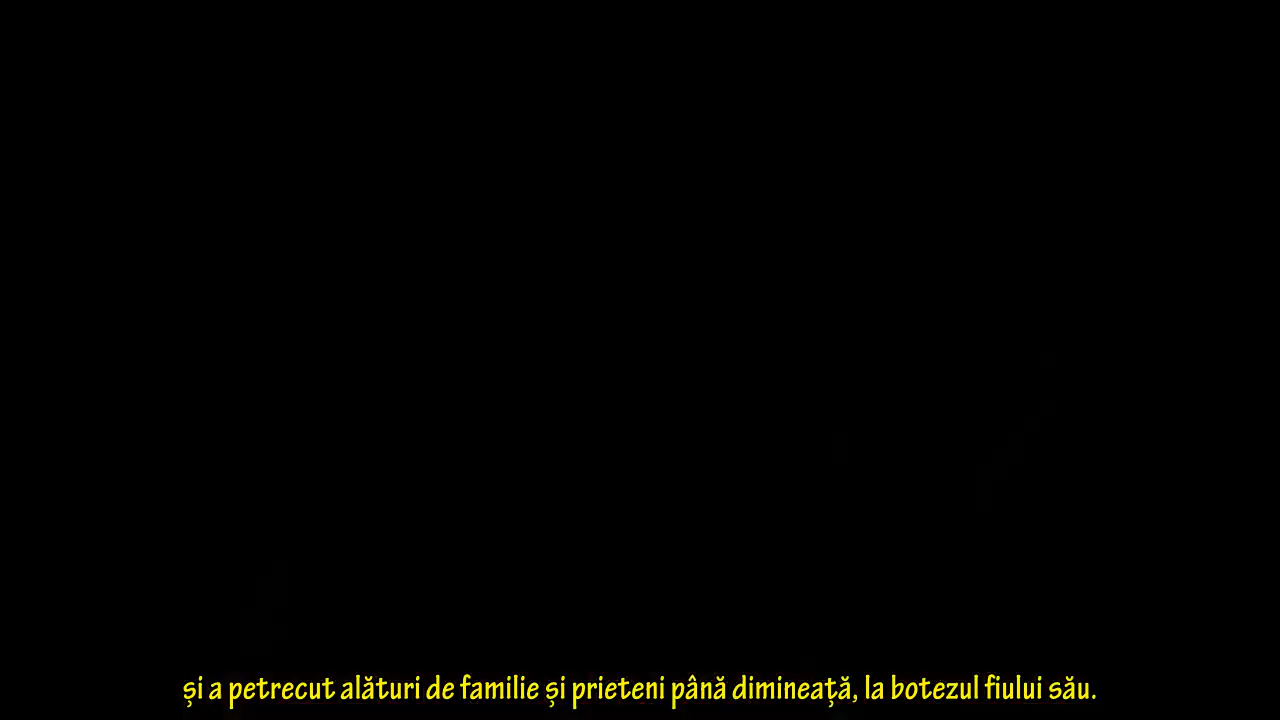 și a petrecut alături de familie și prieteni până dimineață, la botezul fiului său.